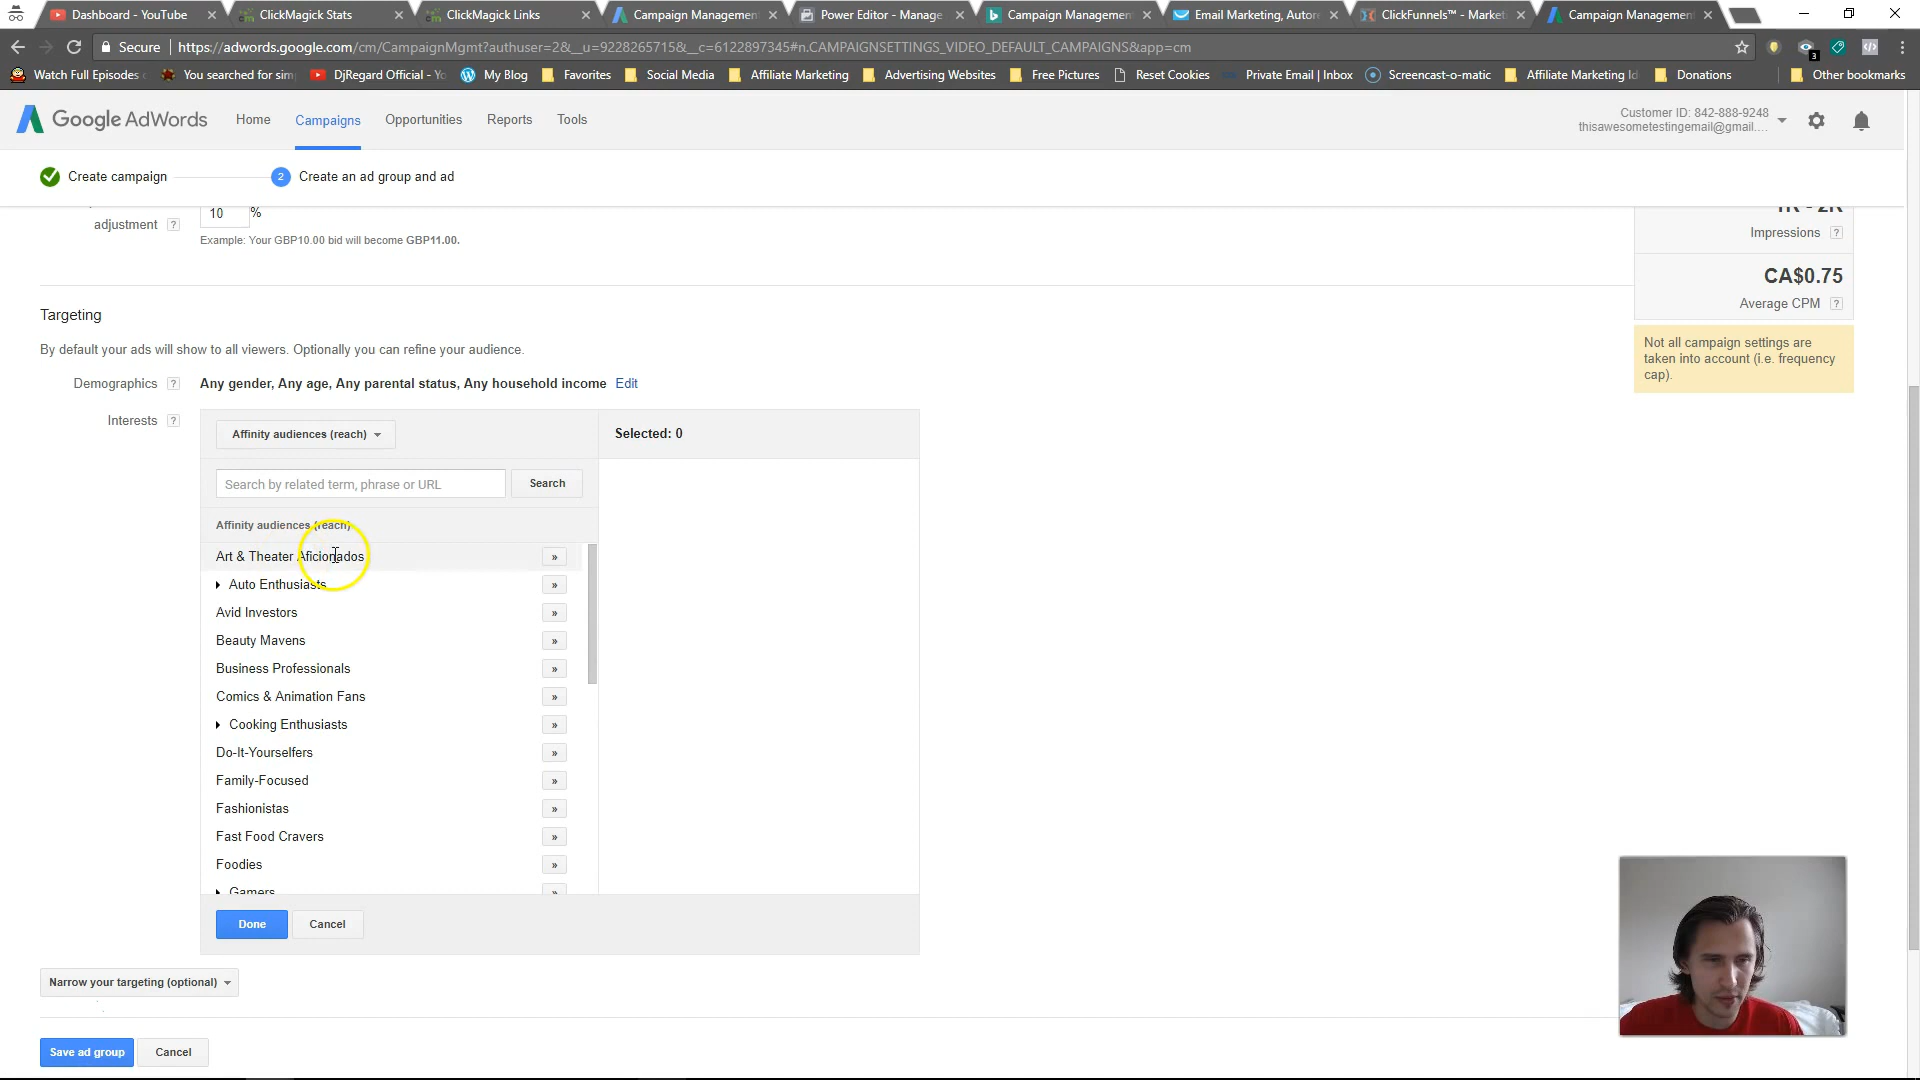 Dashboard - YouTube
ClickMagick Stats
ClickMagick Links
Campaign Managemen
Power Editor - Manage
Campaign Managemen
Email Marketing, Autor
ClickFunnels™ - Market
Campaign Managemen
Secure
https://adwords.google.com/cm/CampaignMgmt?authuser=2&__u=9228265715&__c=6122897345#n.CAMPAIGNSETTINGS_VIDEO_DEFAULT_CAMPAIGNS&app=cm
3
Watch Full Episodes
You searched for sim
DjRegard Official - Yo
My Blog
Favorites
Social Media
Affiliate Marketing
Advertising Websites
Free Pictures
Reset Cookies
Private Email | Inbox
Screencast-o-matic
Affiliate Marketing Id
Donations
Other bookmarks
Google AdWords
Home
Campaigns
Opportunities
Reports
Tools
Customer ID: 842-888-9248
thisawesometestingemail@gmail....
Create campaign
2
Create an ad group and ad
10 %
adjustment ?
Example: Your GBP10.00 bid will become GBP11.00.
1K - 2K
Impressions ?
CA$0.75
Average CPM ?
Not all campaign settings are
taken into account (i.e. frequency
cap).
Targeting
By default your ads will show to all viewers. Optionally you can refine your audience.
Demographics ? Any gender, Any age, Any parental status, Any household income Edit
Interests ?
Affinity audiences (reach)
Selected: 0
Search by related term, phrase or URL
Search
Affinity audiences (reach)
Art & Theater Aficionados »
Auto Enthusiasts »
Avid Investors »
Beauty Mavens »
Business Professionals »
Comics & Animation Fans »
Cooking Enthusiasts »
Do-It-Yourselfers »
Family-Focused »
Fashionistas »
Fast Food Cravers »
Foodies »
Gamers »
Done
Cancel
Narrow your targeting (optional)
Save ad group
Cancel